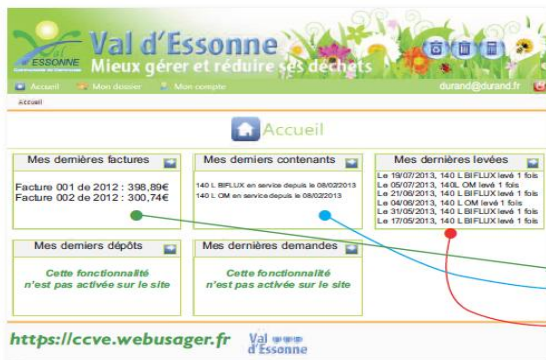 Val
ESSONNE
Val d'Essonne
Mieux gérer et réduire ses déchets
Accueil Mon dossier Mon compte durand@durand.fr
Accueil
Accueil
Mes dernières factures
Facture 001 de 2012 : 398,89€
Facture 002 de 2012 : 300,74€
Mes derniers contenants
140 L BIFLUX en service depuis le 08/02/2013
140 L OM en service depuis le 08/02/2013
Mes dernières levées
Le 19/07/2013, 140 L BIFLUX levé 1 fois
Le 05/07/2013, 140L OM levé 1 fois
Le 21/06/2013, 140 L BIFLUX levé 1 fois
Le 04/06/2013, 140 L OM levé 1 fois
Le 31/05/2013, 140 L BIFLUX levé 1 fois
Le 17/05/2013, 140 L BIFLUX levé 1 fois
Mes derniers dépôts
Cette fonctionnalité
n'est pas activée sur le site
Mes dernières demandes
Cette fonctionnalité
n'est pas activée sur le site
https://ccve.webusager.fr
Val
d'Essonne